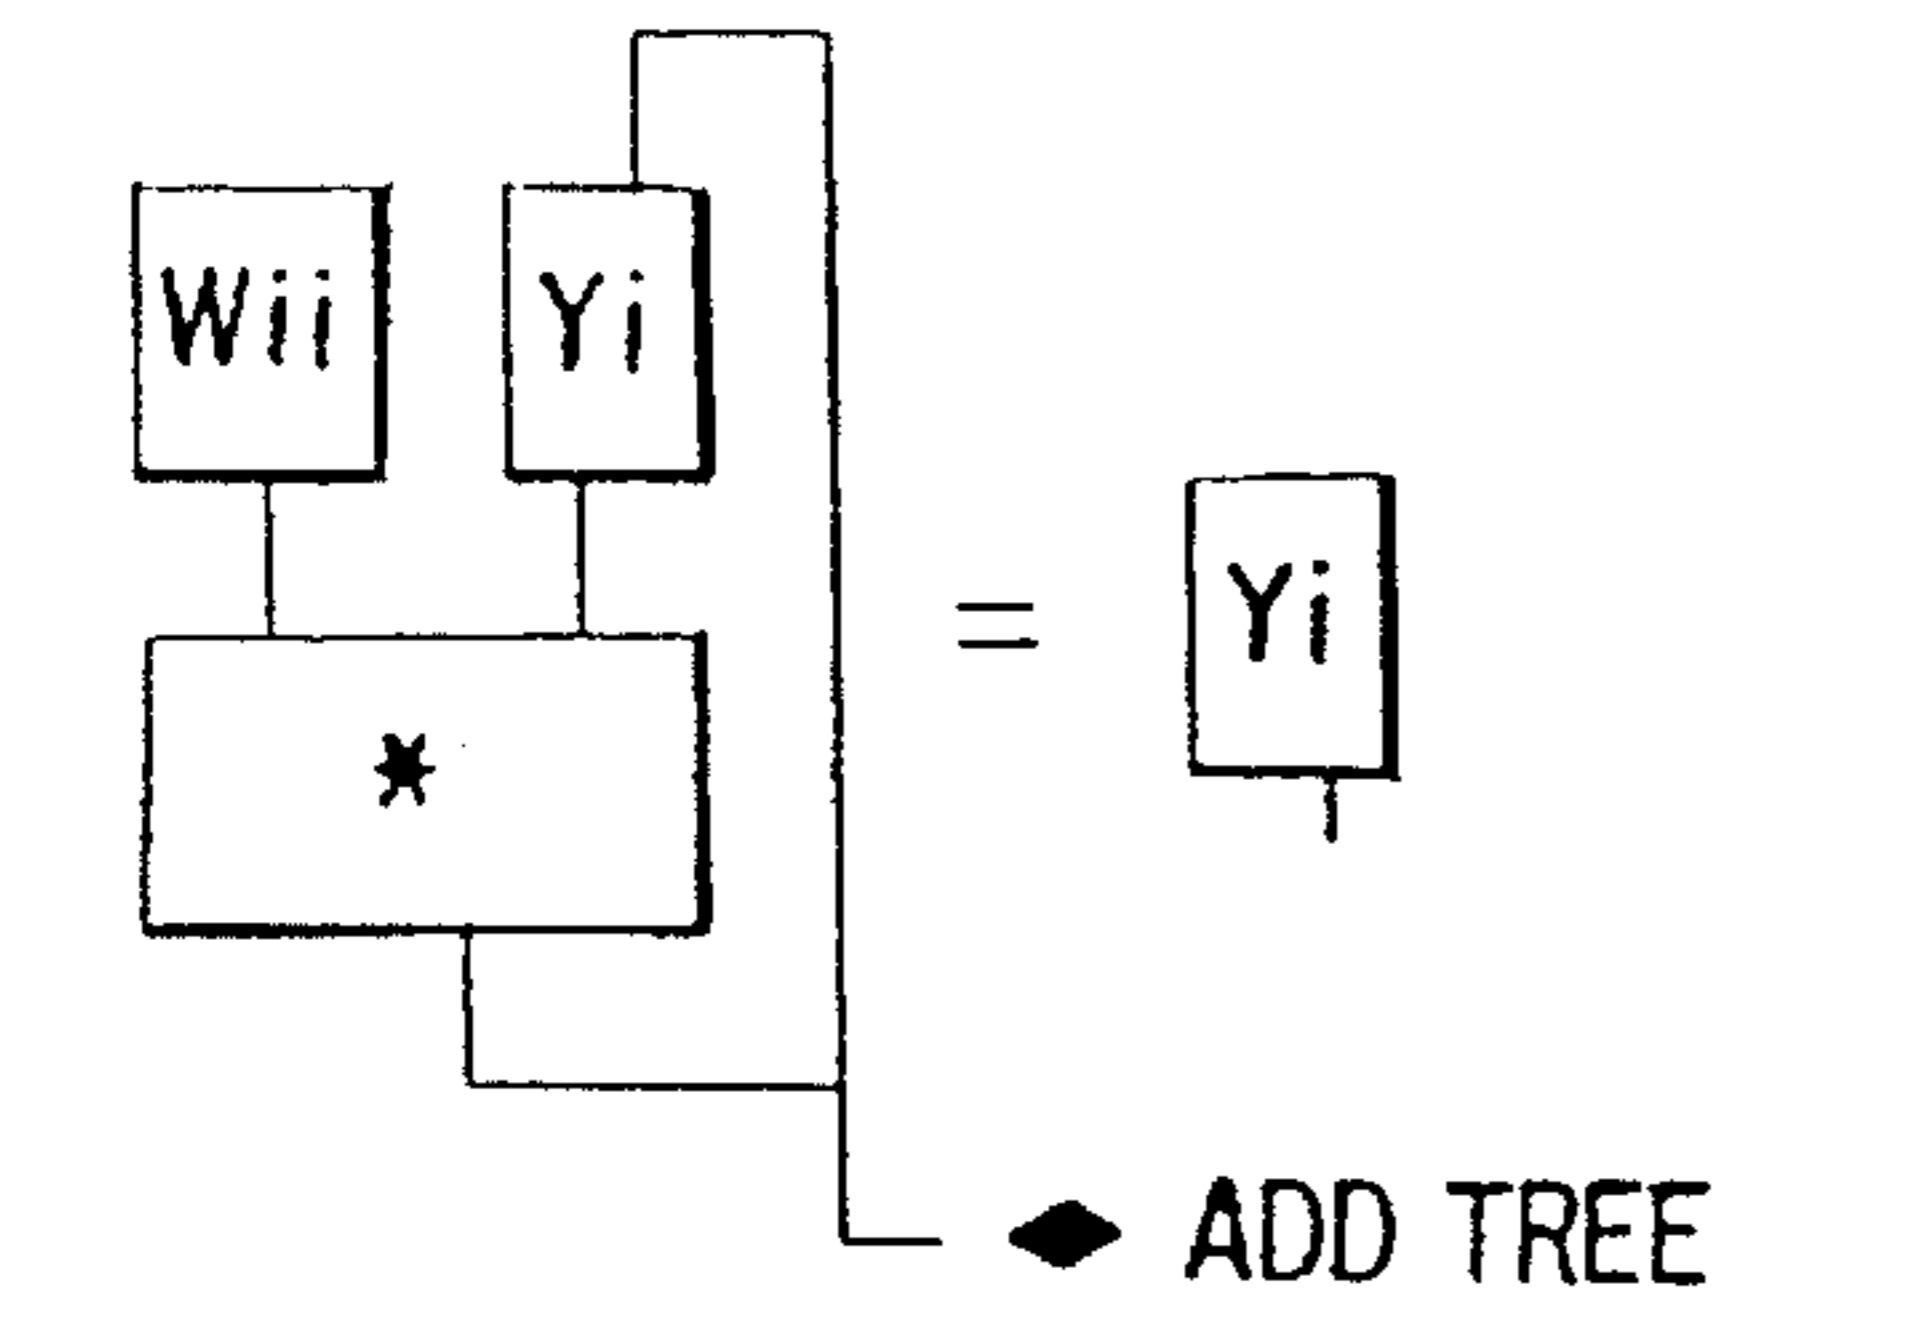 Wii Yi
*
= Yi
ADD TREE